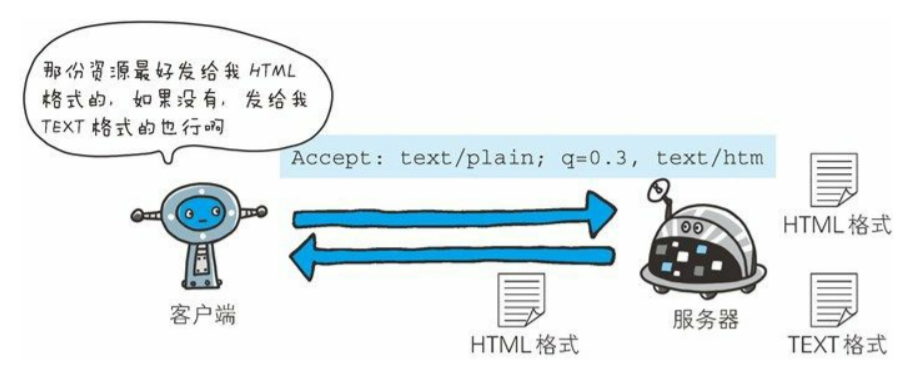 那份资源最好发给我 HTML
格式的，如果没有，发给我
TEXT 格式的也行啊
Accept: text/plain; q=0.3, text/htm
HTML 格式
客户端
服务器
HTML 格式
TEXT 格式